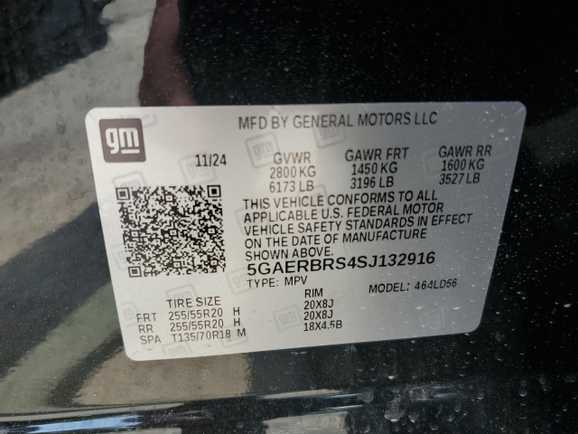 gm
MFD BY GENERAL MOTORS LLC
11/24 GVWR GAWR FRT GAWR RR
2800 KG 1450 KG 1600 KG
6173 LB 3196 LB 3527 LB
THIS VEHICLE CONFORMS TO ALL
APPLICABLE U.S. FEDERAL MOTOR
VEHICLE SAFETY STANDARDS IN EFFECT
ON THE DATE OF MANUFACTURE
SHOWN ABOVE.
5GAERBRS4SJ132916
TYPE: MPV MODEL: 464LD56
TIRE SIZE RIM
FRT 255/55R20 H 20X8J
RR 255/55R20 H 20X8J
SPA T135/70R18 M 18X4.5B